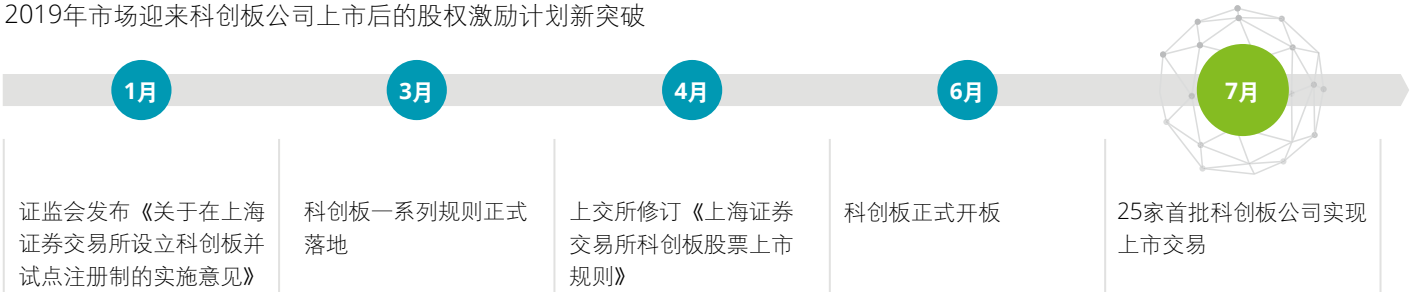 2019年市场迎来科创板公司上市后的股权激励计划新突破
1月
3月
4月
6月
7月
证监会发布《关于在上海
证券交易所设立科创板并
试点注册制的实施意见》
科创板一系列规则正式
落地
上交所修订《上海证券
交易所科创板股票上市
规则》
科创板正式开板
25家首批科创板公司实现
上市交易